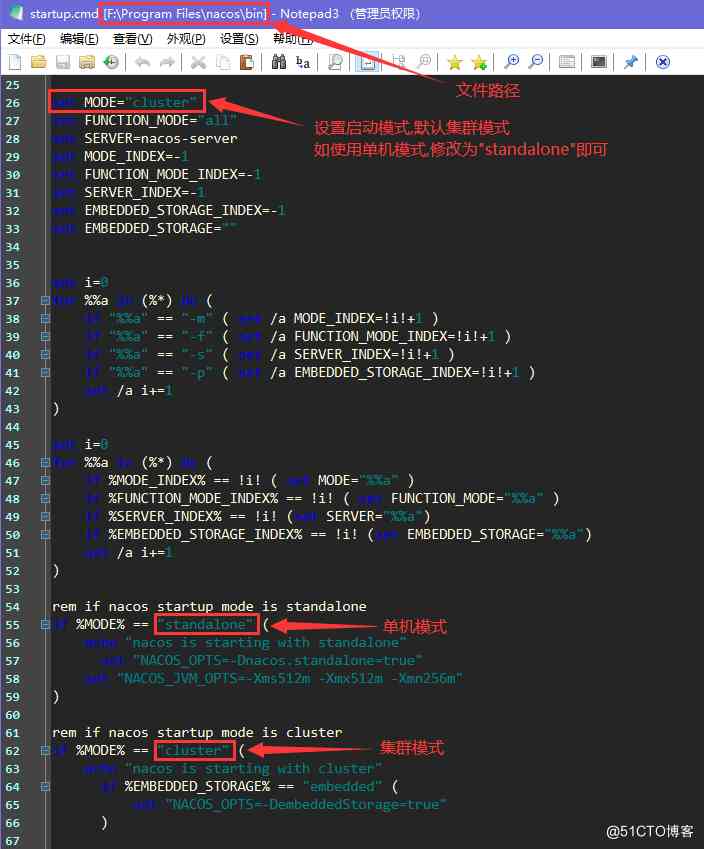 startup.cmd [F:\Program Files\nacos\bin] - Notepad3 （管理员权限）
文件(F) 编辑(E) 查看(V) 外观(P) 设置(S) 帮助(H)
文件路径
25
26 set MODE="cluster"
设置启动模式,默认集群模式
如使用单机模式,修改为"standalone"即可
27 set FUNCTION_MODE="all"
28 set SERVER=nacos-server
29 set MODE_INDEX=-1
30 set FUNCTION_MODE_INDEX=-1
31 set SERVER_INDEX=-1
32 set EMBEDDED_STORAGE_INDEX=-1
33 set EMBEDDED_STORAGE=""
34
35
36 set i=0
37 for %%a in (%*) do (
38 if "%%a" == "-m" ( set /a MODE_INDEX=!i!+1 )
39 if "%%a" == "-f" ( set /a FUNCTION_MODE_INDEX=!i!+1 )
40 if "%%a" == "-s" ( set /a SERVER_INDEX=!i!+1 )
41 if "%%a" == "-p" ( set /a EMBEDDED_STORAGE_INDEX=!i!+1 )
42 set /a i+=1
43 )
44
45 set i=0
46 for %%a in (%*) do (
47 if %MODE_INDEX% == !i! ( set MODE="%%a" )
48 if %FUNCTION_MODE_INDEX% == !i! ( set FUNCTION_MODE="%%a" )
49 if %SERVER_INDEX% == !i! (set SERVER="%%a")
50 if %EMBEDDED_STORAGE_INDEX% == !i! (set EMBEDDED_STORAGE="%%a")
51 set /a i+=1
52 )
53
54 rem if nacos startup mode is standalone
55 if %MODE% == "standalone" ( 单机模式
56 echo "nacos is starting with standalone"
57 set "NACOS_OPTS=-Dnacos.standalone=true"
58 set "NACOS_JVM_OPTS=-Xms512m -Xmx512m -Xmn256m"
59 )
60
61 rem if nacos startup mode is cluster
62 if %MODE% == "cluster" ( 集群模式
63 echo "nacos is starting with cluster"
64 if %EMBEDDED_STORAGE% == "embedded" (
65 set "NACOS_OPTS=-DembeddedStorage=true"
66 )
67
@51CTO博客